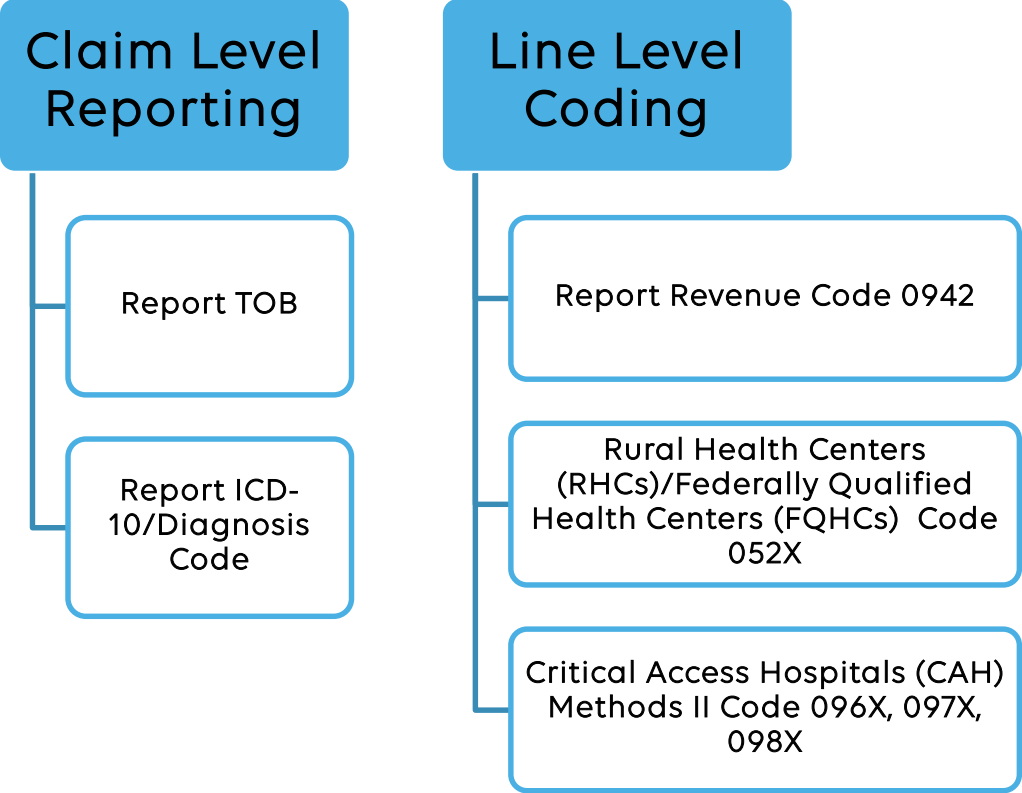 Claim Level
Reporting
Report TOB
Report ICD-
10/Diagnosis
Code
Line Level
Coding
Report Revenue Code 0942
Rural Health Centers
(RHCs)/Federally Qualified
Health Centers (FQHCs)  Code
052X
Critical Access Hospitals (CAH)
Methods II Code 096X, 097X,
098X